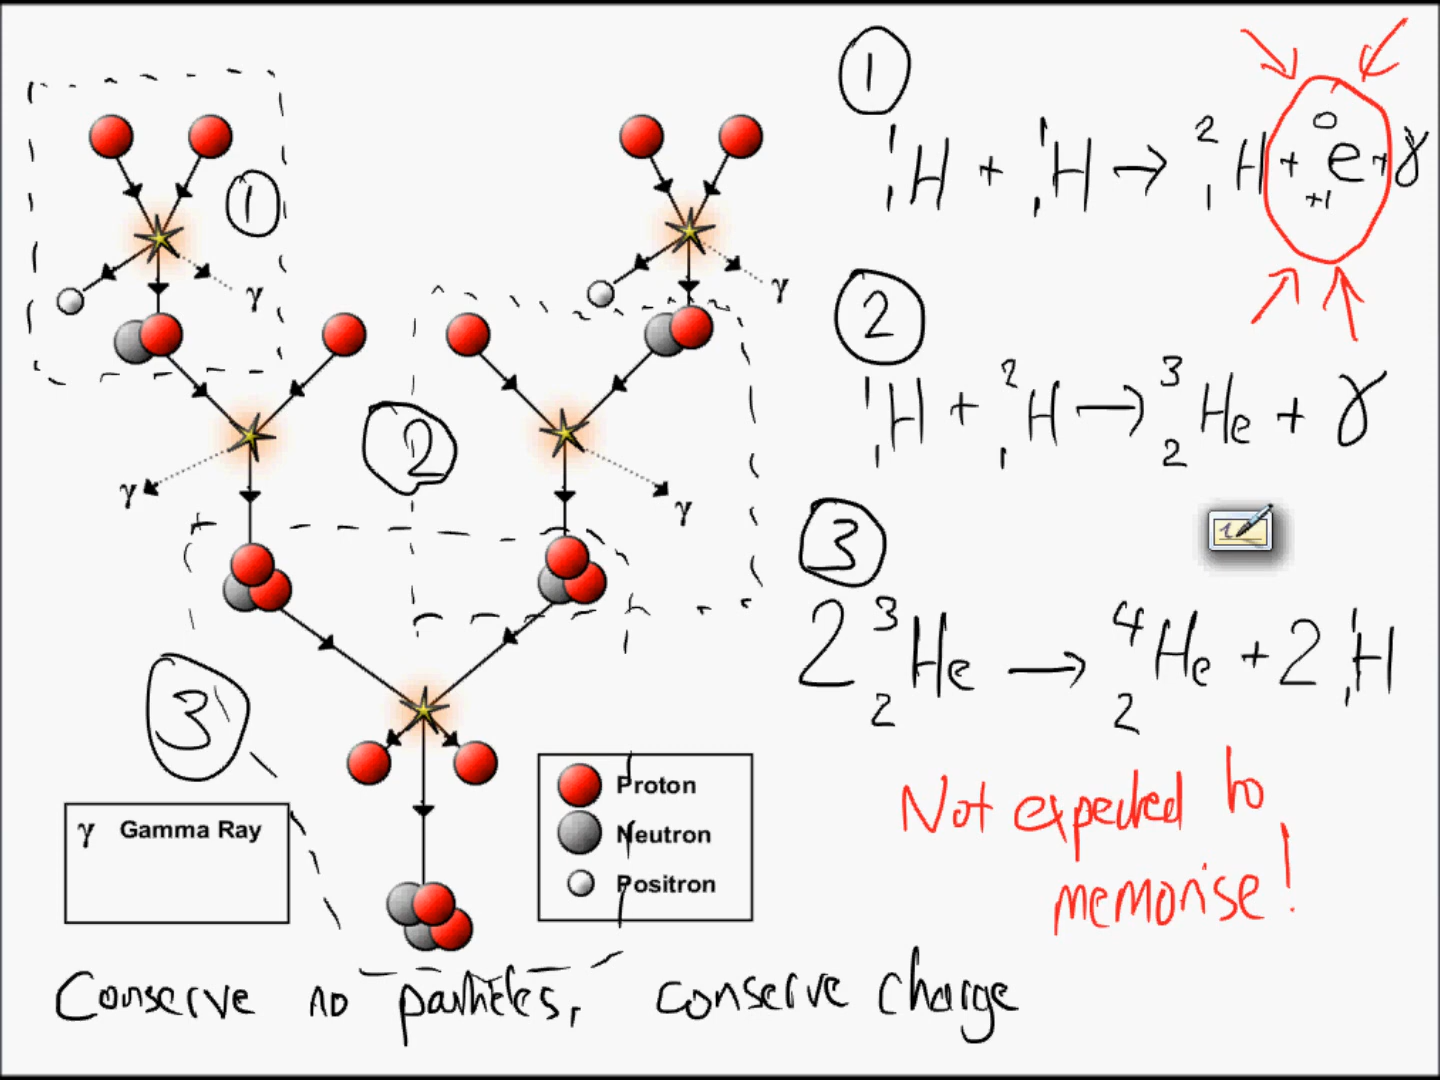 1
¹₁H + ¹₁H → ²₁H + ⁰₊₁e + γ
1
γ
γ
2
¹₁H + ²₁H → ³₂He + γ
2
γ
γ
3
2 ³₂He → ⁴₂He + 2 ¹₁H
3
Not expected to
memorise!
γ Gamma Ray
Proton
Neutron
Positron
Conserve no particles, conserve charge